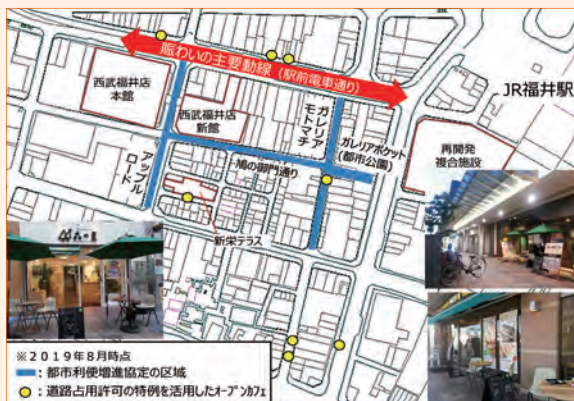 賑わいの主要動線（駅前電車通り）
西武福井店
本館
西武福井店
新館
ガレリア
モトマチ
JR福井駅
ガレリアポケット
（都市公園）
再開発
複合施設
アップル
ロード
鳩の御門通り
新栄テラス
※２０１９年８月時点
：都市利便増進協定の区域
：道路占用許可の特例を活用したオープンカフェ